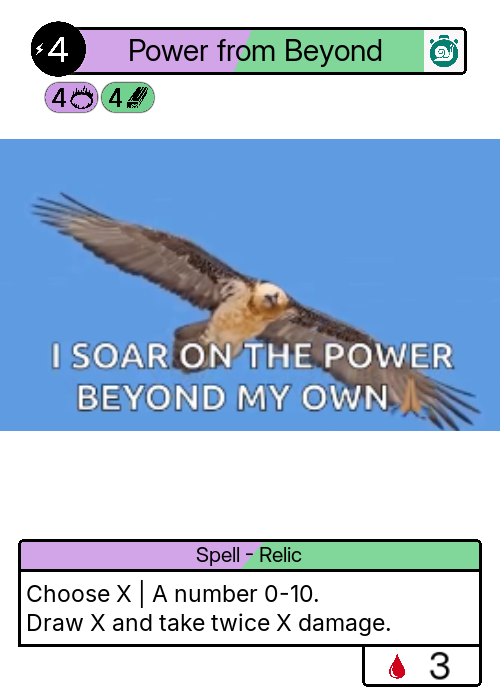 4 Power from Beyond
4 4
I SOAR ON THE POWER
BEYOND MY OWN
Spell - Relic
Choose X | A number 0-10.
Draw X and take twice X damage.
3